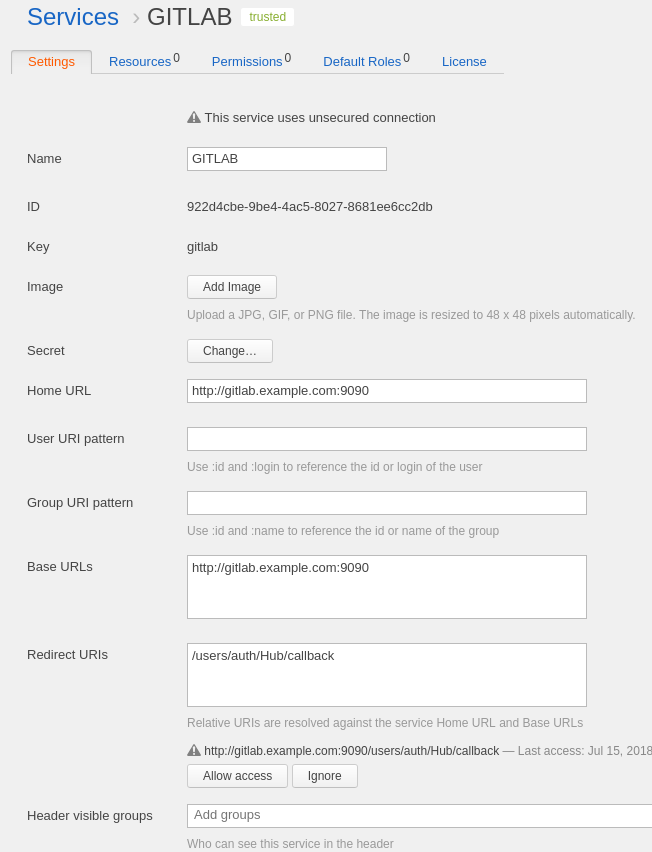 Services › GITLAB trusted
Settings Resources 0 Permissions 0 Default Roles 0 License
This service uses unsecured connection
Name GITLAB
ID 922d4cbe-9be4-4ac5-8027-8681ee6cc2db
Key gitlab
Image Add Image
Upload a JPG, GIF, or PNG file. The image is resized to 48 x 48 pixels automatically.
Secret Change…
Home URL http://gitlab.example.com:9090
User URI pattern
Use :id and :login to reference the id or login of the user
Group URI pattern
Use :id and :name to reference the id or name of the group
Base URLs http://gitlab.example.com:9090
Redirect URIs /users/auth/Hub/callback
Relative URIs are resolved against the service Home URL and Base URLs
http://gitlab.example.com:9090/users/auth/Hub/callback — Last access: Jul 15, 2018
Allow access Ignore
Header visible groups Add groups
Who can see this service in the header